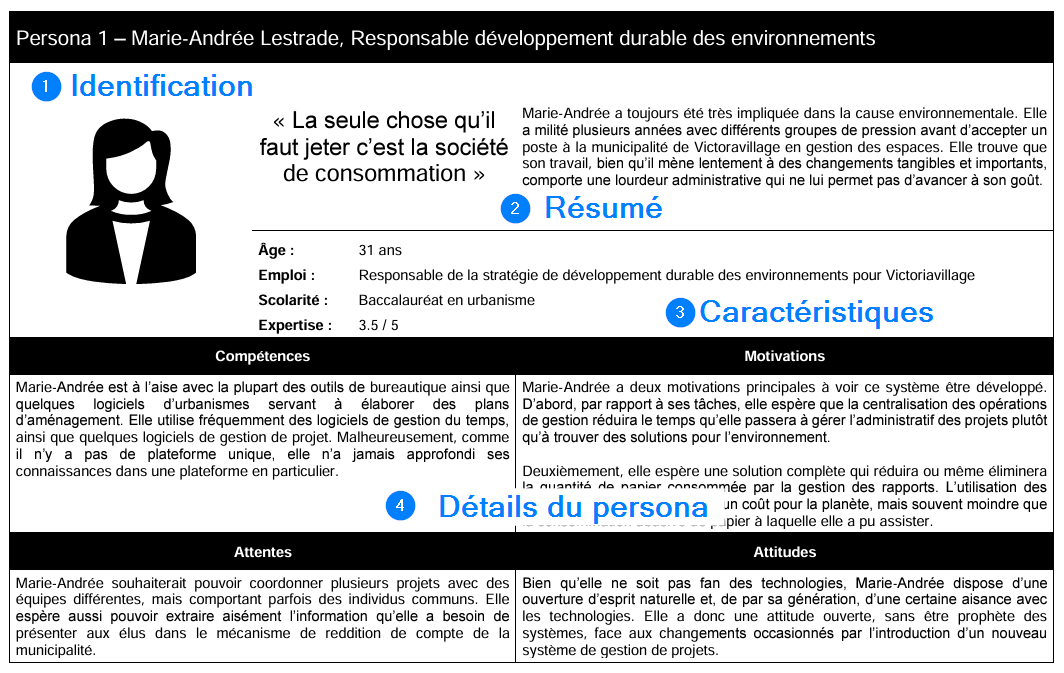 Persona 1 – Marie-Andrée Lestrade, Responsable développement durable des environnements
1 Identification
« La seule chose qu’il
faut jeter c’est la société
de consommation »
Marie-Andrée a toujours été très impliquée dans la cause environnementale. Elle
a milité plusieurs années avec différents groupes de pression avant d’accepter un
poste à la municipalité de Victoravillage en gestion des espaces. Elle trouve que
son travail, bien qu’il mène lentement à des changements tangibles et importants,
comporte une lourdeur administrative qui ne lui permet pas d’avancer à son goût.
2 Résumé
Âge : 31 ans
Emploi : Responsable de la stratégie de développement durable des environnements pour Victoriavillage
Scolarité : Baccalauréat en urbanisme
Expertise : 3.5 / 5
3 Caractéristiques
Compétences
Marie-Andrée est à l’aise avec la plupart des outils de bureautique ainsi que
quelques logiciels d’urbanismes servant à élaborer des plans
d’aménagement. Elle utilise fréquemment des logiciels de gestion du temps,
ainsi que quelques logiciels de gestion de projet. Malheureusement, comme
il n’y a pas de plateforme unique, elle n’a jamais approfondi ses
connaissances dans une plateforme en particulier.
Motivations
Marie-Andrée a deux motivations principales à voir ce système être développé.
D’abord, par rapport à ses tâches, elle espère que la centralisation des opérations
de gestion réduira le temps qu’elle passera à gérer l’administratif des projets plutôt
qu’à trouver des solutions pour l’environnement.
Deuxièmement, elle espère une solution complète qui réduira ou même éliminera
la quantité de papier consommée par la gestion des rapports. L’utilisation des
un coût pour la planète, mais souvent moindre que
papier à laquelle elle a pu assister.
4 Détails du persona
Attentes
Marie-Andrée souhaiterait pouvoir coordonner plusieurs projets avec des
équipes différentes, mais comportant parfois des individus communs. Elle
espère aussi pouvoir extraire aisément l’information qu’elle a besoin de
présenter aux élus dans le mécanisme de reddition de compte de la
municipalité.
Attitudes
Bien qu’elle ne soit pas fan des technologies, Marie-Andrée dispose d’une
ouverture d’esprit naturelle et, de par sa génération, d’une certaine aisance avec
les technologies. Elle a donc une attitude ouverte, sans être prophète des
systèmes, face aux changements occasionnés par l’introduction d’un nouveau
système de gestion de projets.